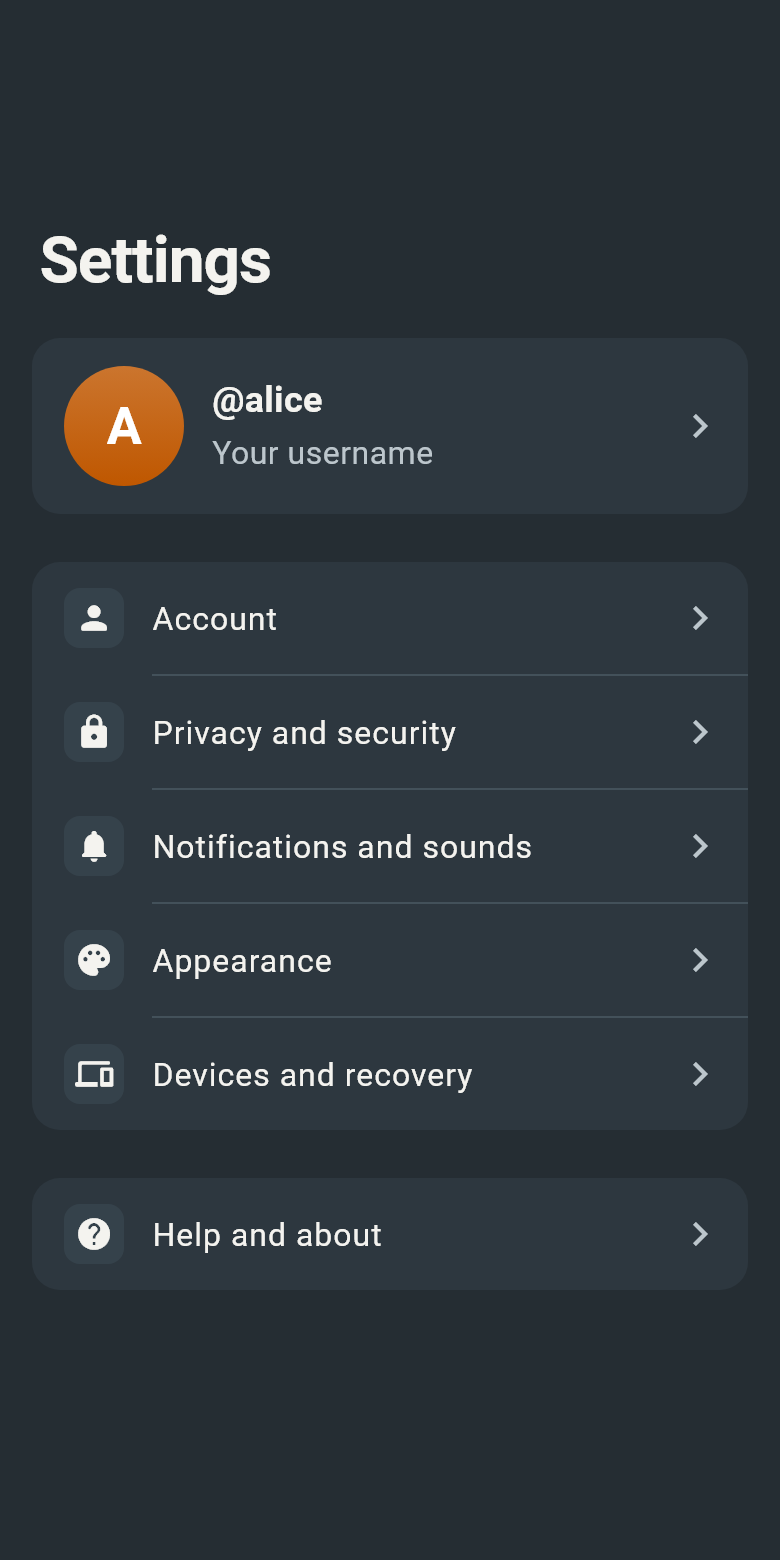 Settings
A
@alice
Your username
Account
Privacy and security
Notifications and sounds
Appearance
Devices and recovery
Help and about